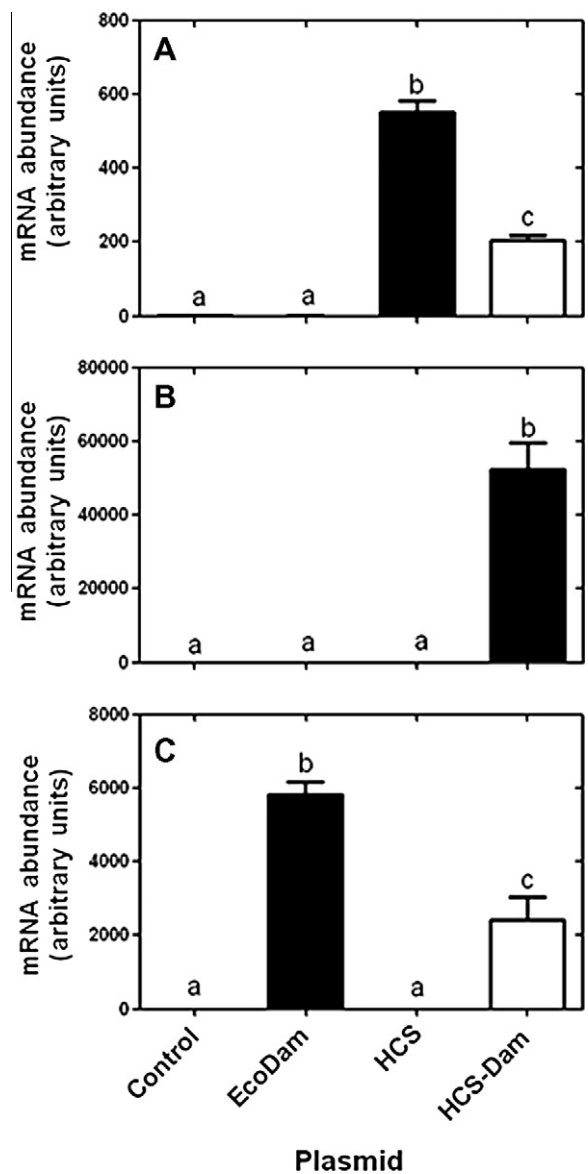 A
mRNA abundance
(arbitrary units)
800
600
400
200
0
a
a
b
c
B
mRNA abundance
(arbitrary units)
80000
60000
40000
20000
0
a
a
a
b
C
mRNA abundance
(arbitrary units)
8000
6000
4000
2000
0
a
b
a
c
Control
EcoDam
HCS
HCS-Dam
Plasmid